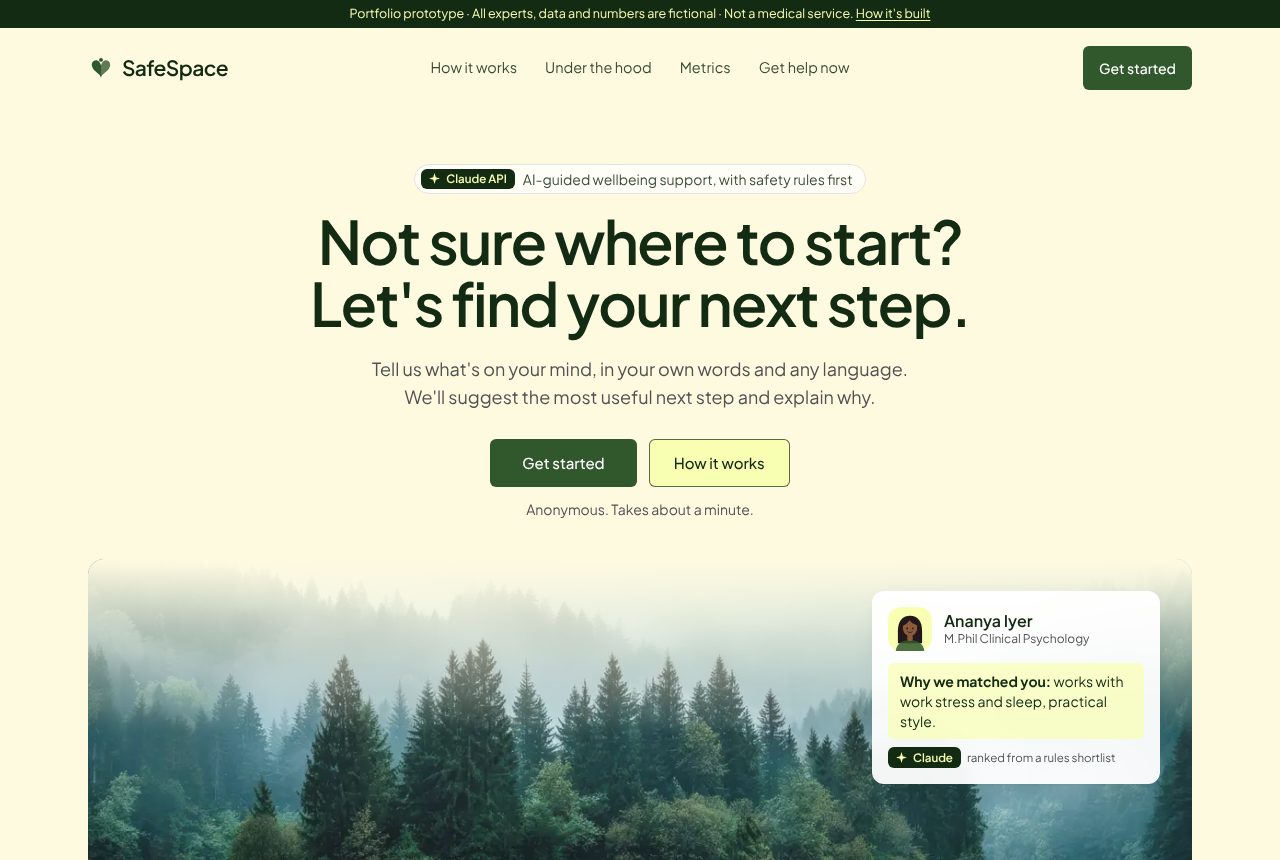 Portfolio prototype · All experts, data and numbers are fictional · Not a medical service. How it's built
SafeSpace
How it works
Under the hood
Metrics
Get help now
Get started
Claude API
AI-guided wellbeing support, with safety rules first
Not sure where to start?
Let's find your next step.
Tell us what's on your mind, in your own words and any language.
We'll suggest the most useful next step and explain why.
Get started
How it works
Anonymous. Takes about a minute.
Ananya Iyer
M.Phil Clinical Psychology
Why we matched you: works with
work stress and sleep, practical
style.
Claude
ranked from a rules shortlist